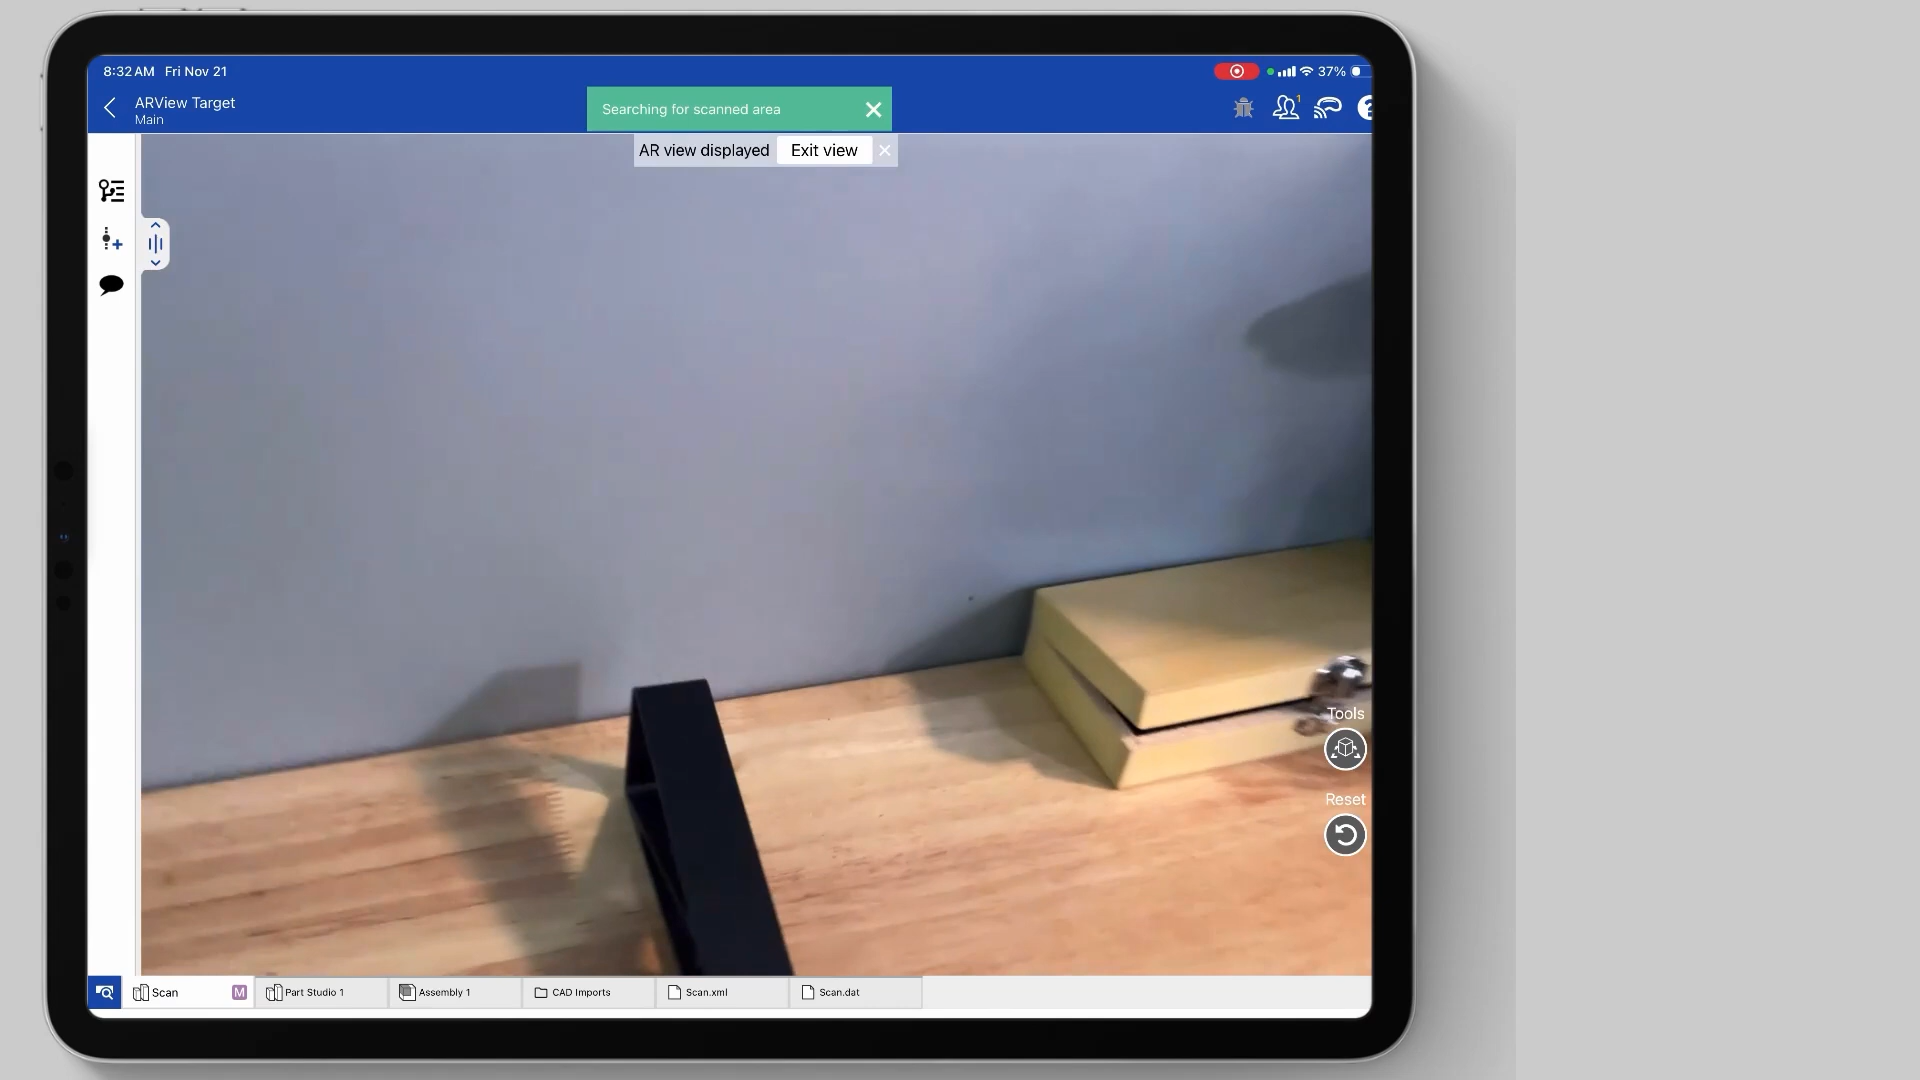 8:32 AM Fri Nov 21
37%
ARView Target
Main
Searching for scanned area
1
AR view displayed Exit view
Tools
Reset
Scan M Part Studio 1 Assembly 1 CAD Imports Scan.xml Scan.dat